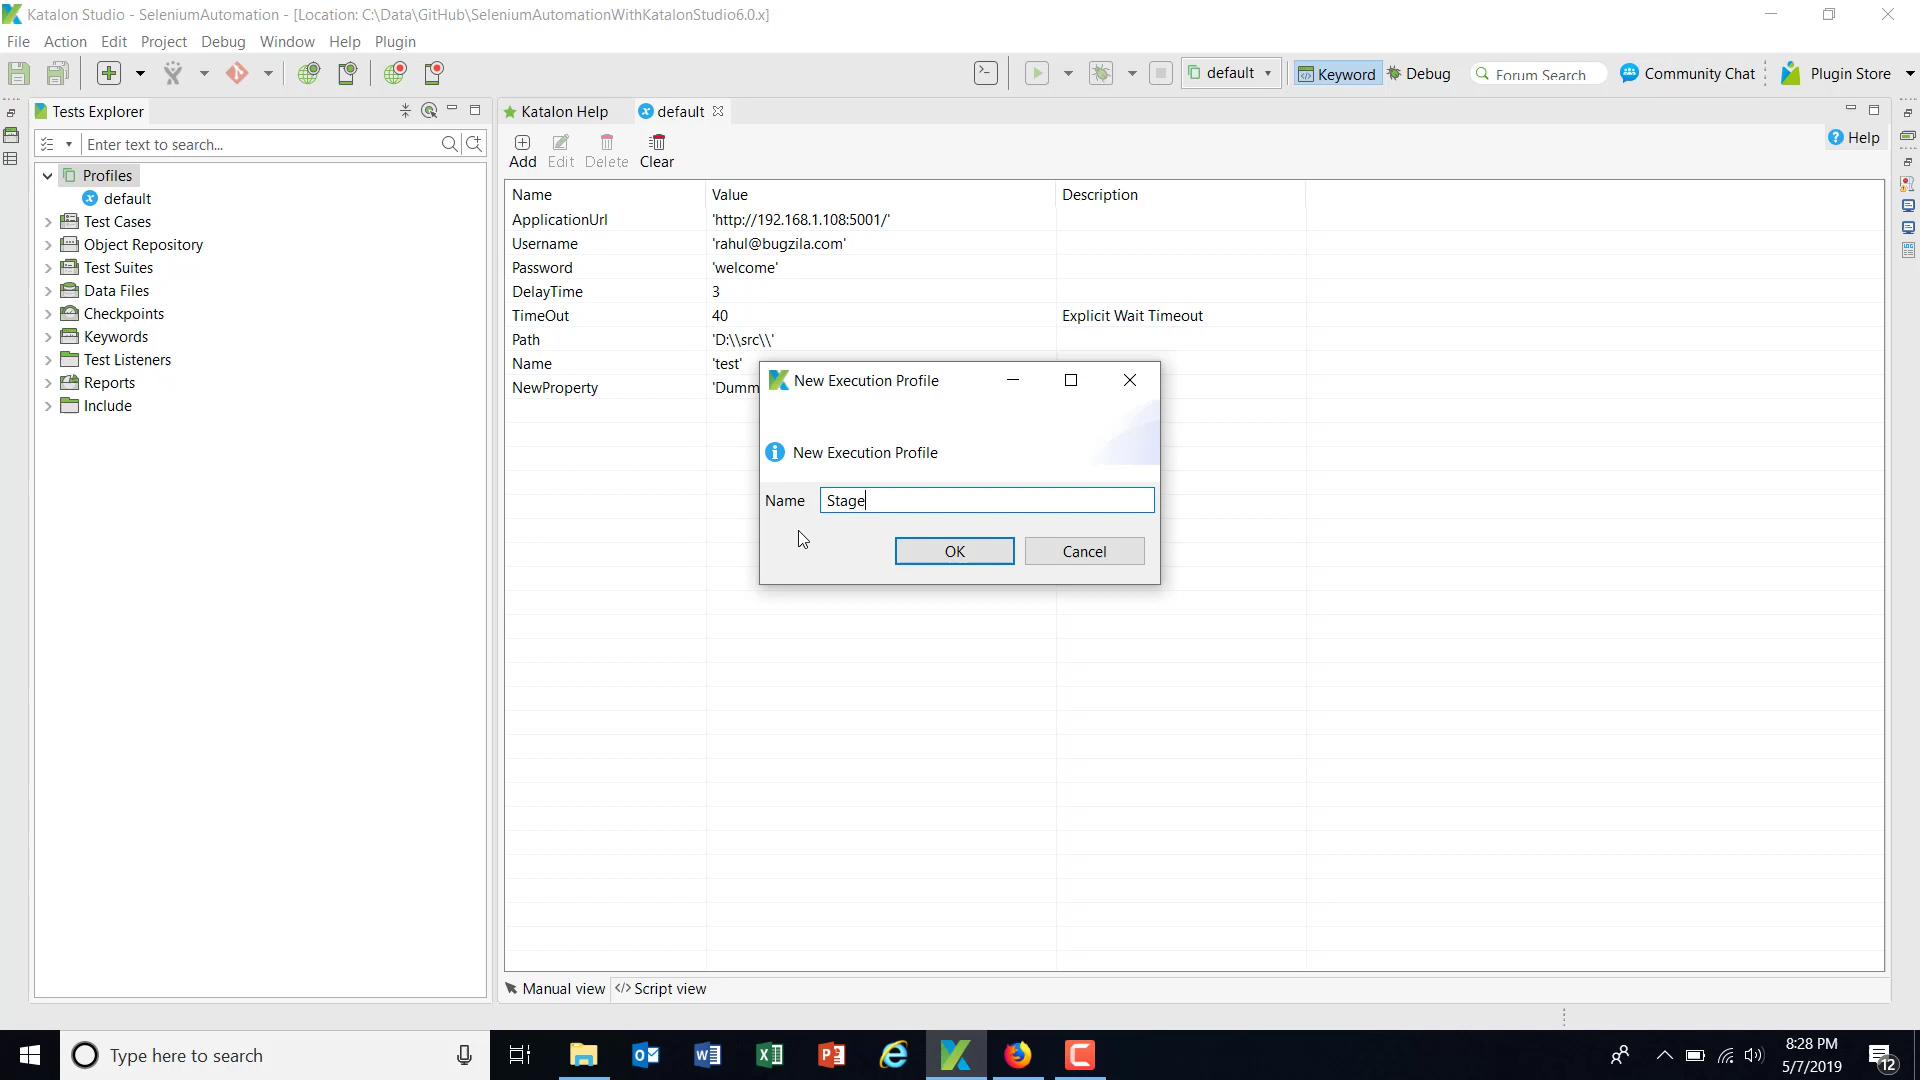 Katalon Studio - SeleniumAutomation - [Location: C:\Data\GitHub\SeleniumAutomationWithKatalonStudio6.0.x]
File Action Edit Project Debug Window Help Plugin
default Keyword Debug Forum Search Community Chat Plugin Store
Tests Explorer
Enter text to search...
Profiles
default
Test Cases
Object Repository
Test Suites
Data Files
Checkpoints
Keywords
Test Listeners
Reports
Include
Katalon Help default
Add Edit Delete Clear
Help
Name Value Description
ApplicationUrl 'http://192.168.1.108:5001/'
Username 'rahul@bugzila.com'
Password 'welcome'
DelayTime 3
TimeOut 40 Explicit Wait Timeout
Path 'D:\\src\\'
Name 'test'
NewProperty 'Dumm
New Execution Profile
New Execution Profile
Name Stage
OK Cancel
Manual view Script view
Type here to search
8:28 PM
5/7/2019
12